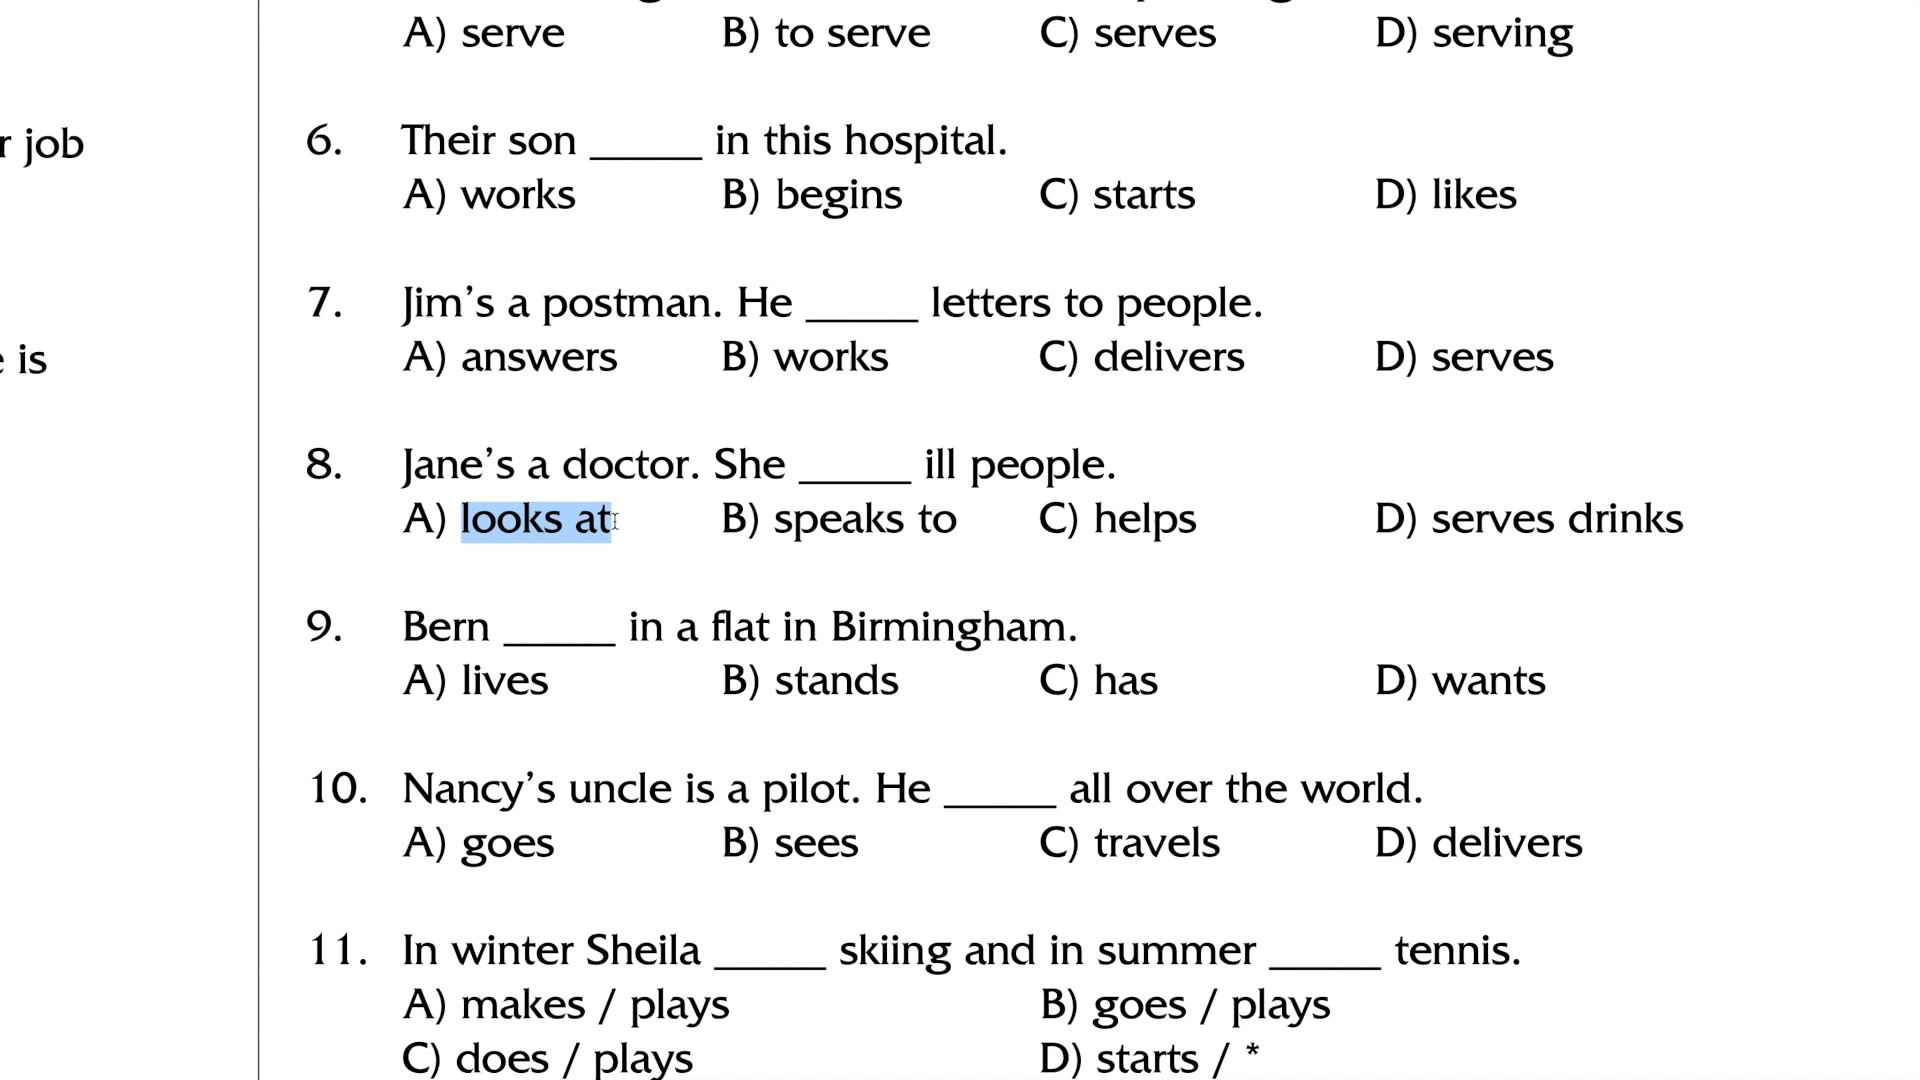 A) serve B) to serve C) serves D) serving
r job
6. Their son _____ in this hospital.
A) works B) begins C) starts D) likes
7. Jim’s a postman. He _____ letters to people.
is
A) answers B) works C) delivers D) serves
8. Jane’s a doctor. She _____ ill people.
A) looks at B) speaks to C) helps D) serves drinks
9. Bern _____ in a flat in Birmingham.
A) lives B) stands C) has D) wants
10. Nancy’s uncle is a pilot. He _____ all over the world.
A) goes B) sees C) travels D) delivers
11. In winter Sheila _____ skiing and in summer _____ tennis.
A) makes / plays B) goes / plays
C) does / plays D) starts / *